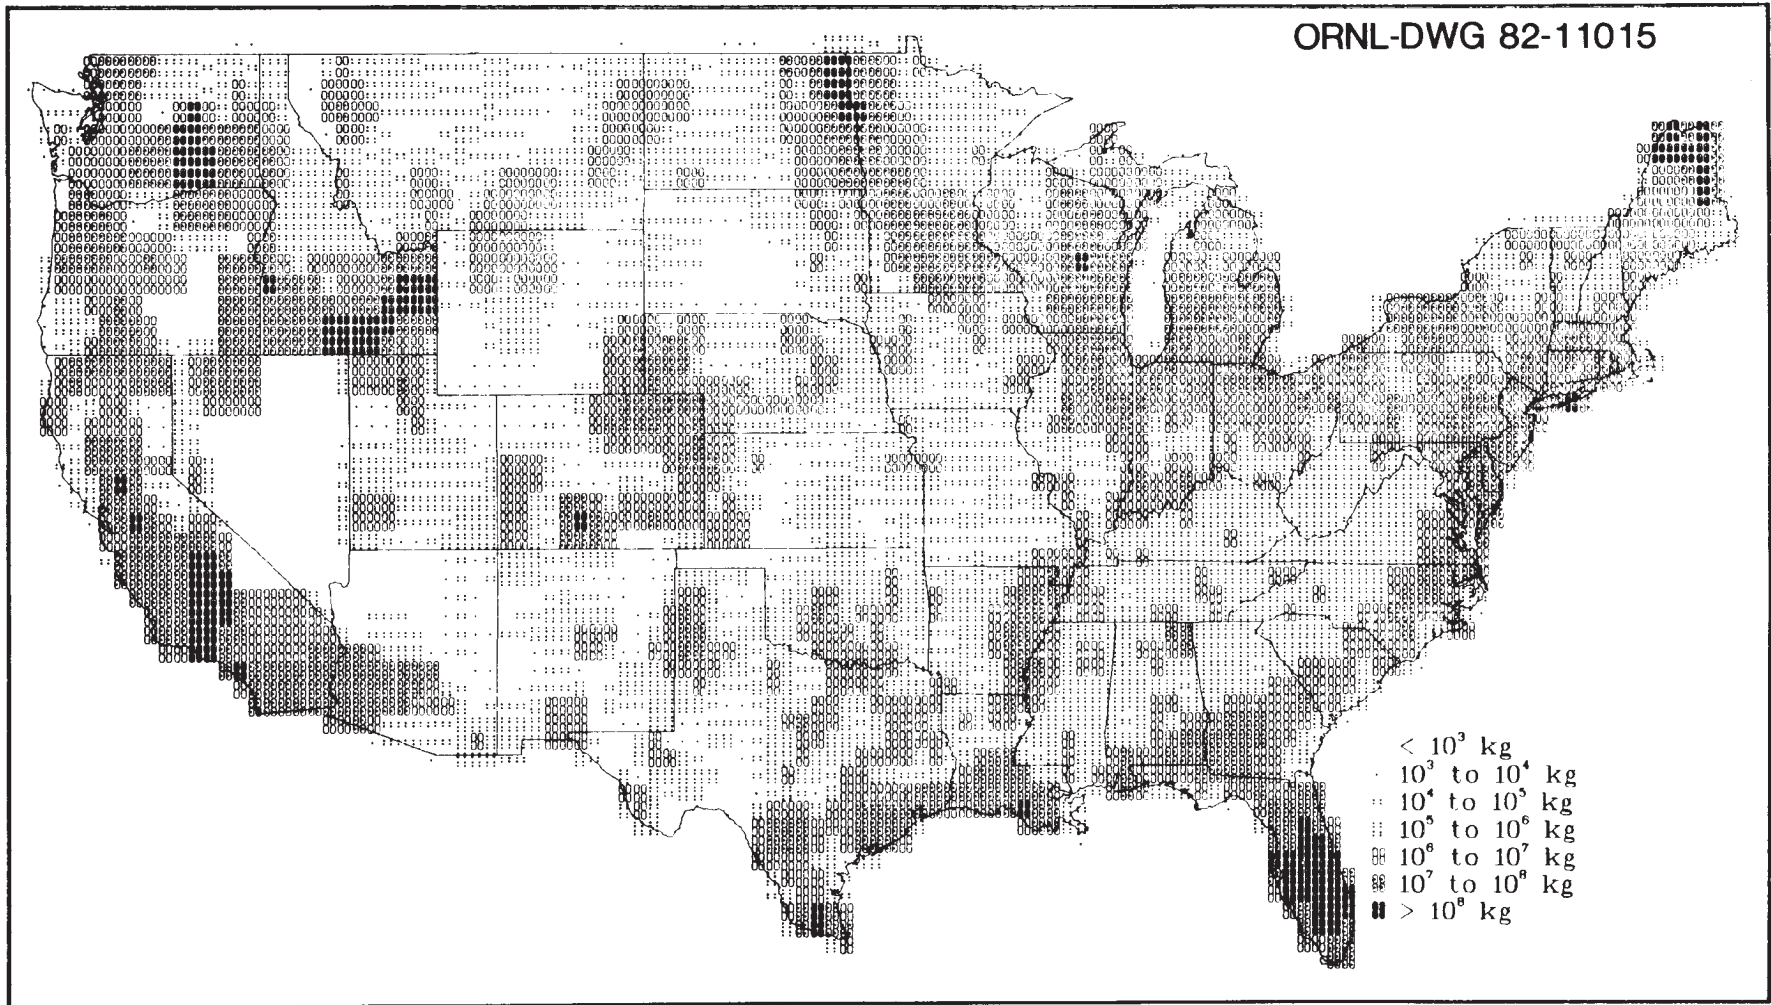 ORNL-DWG 82-11015
< 10³ kg
10³ to 10⁴ kg
10⁴ to 10⁵ kg
10⁵ to 10⁶ kg
10⁶ to 10⁷ kg
10⁷ to 10⁸ kg
> 10⁸ kg